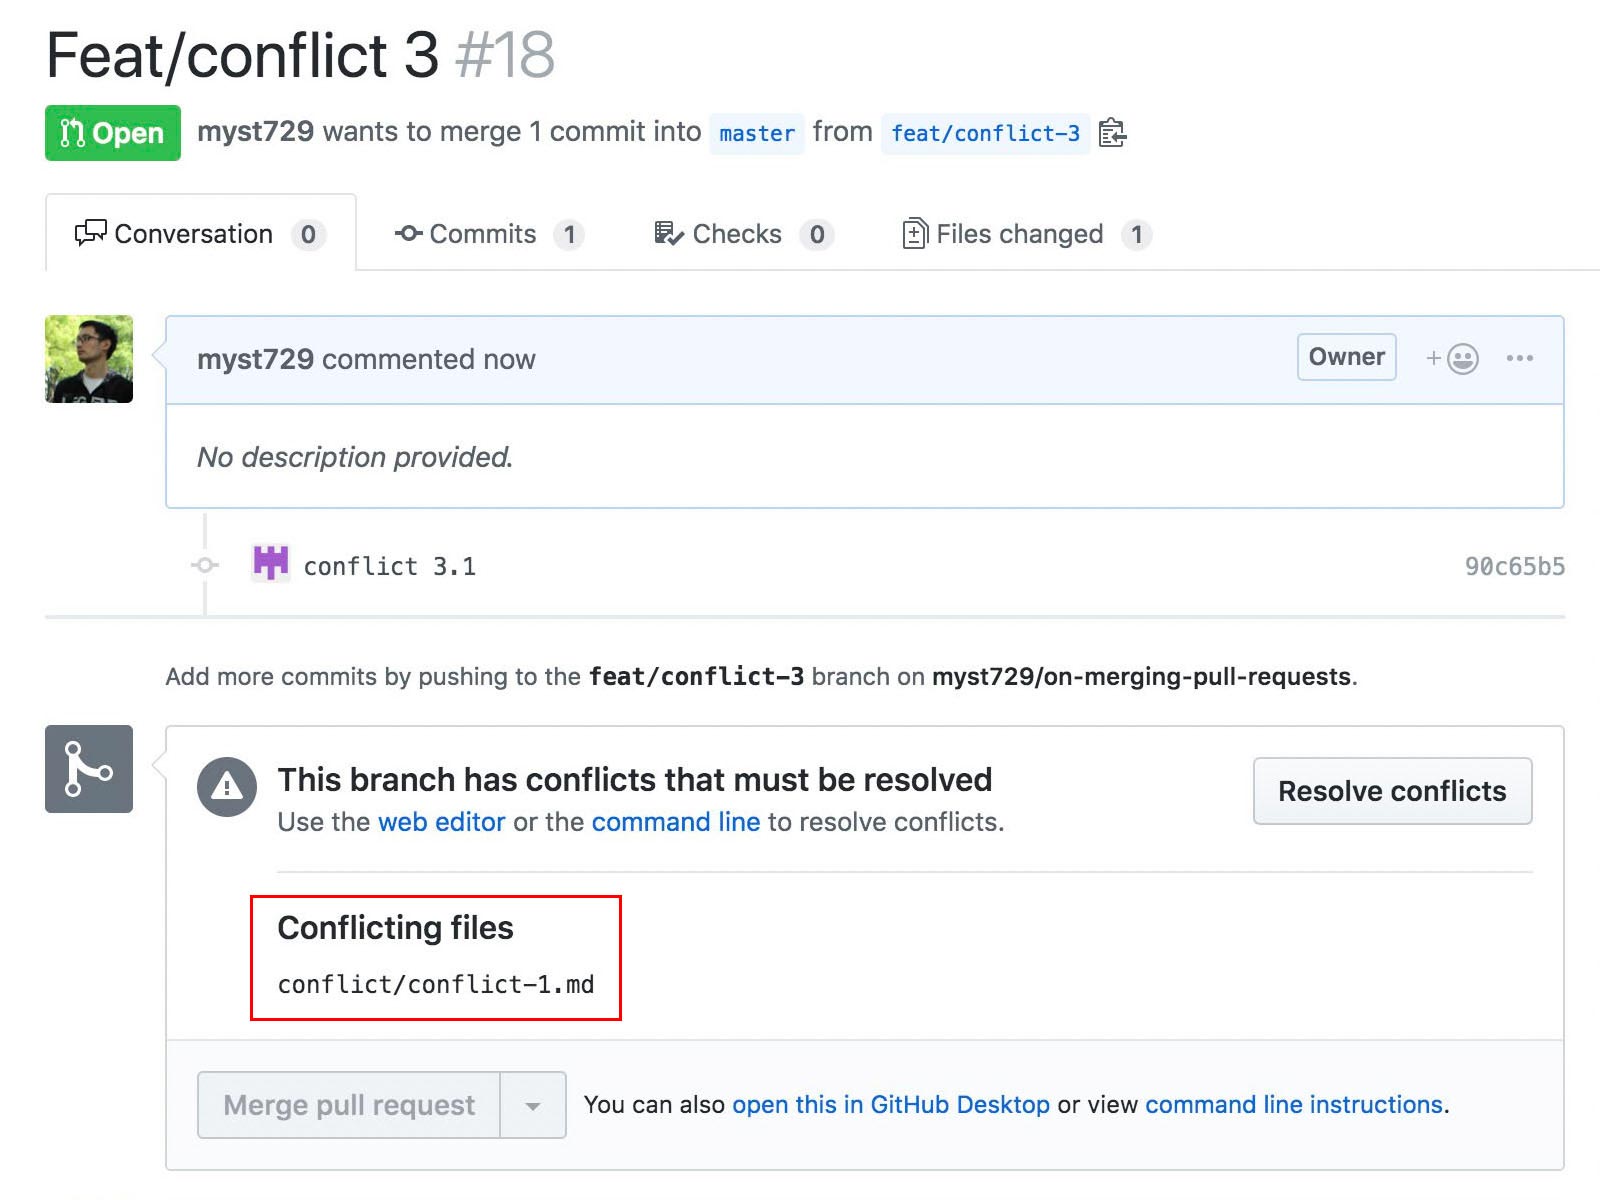 Feat/conflict 3 #18
Open myst729 wants to merge 1 commit into master from feat/conflict-3
Conversation 0 Commits 1 Checks 0 Files changed 1
myst729 commented now Owner
No description provided.
conflict 3.1 90c65b5
Add more commits by pushing to the feat/conflict-3 branch on myst729/on-merging-pull-requests.
This branch has conflicts that must be resolved
Use the web editor or the command line to resolve conflicts.
Resolve conflicts
Conflicting files
conflict/conflict-1.md
Merge pull request You can also open this in GitHub Desktop or view command line instructions.